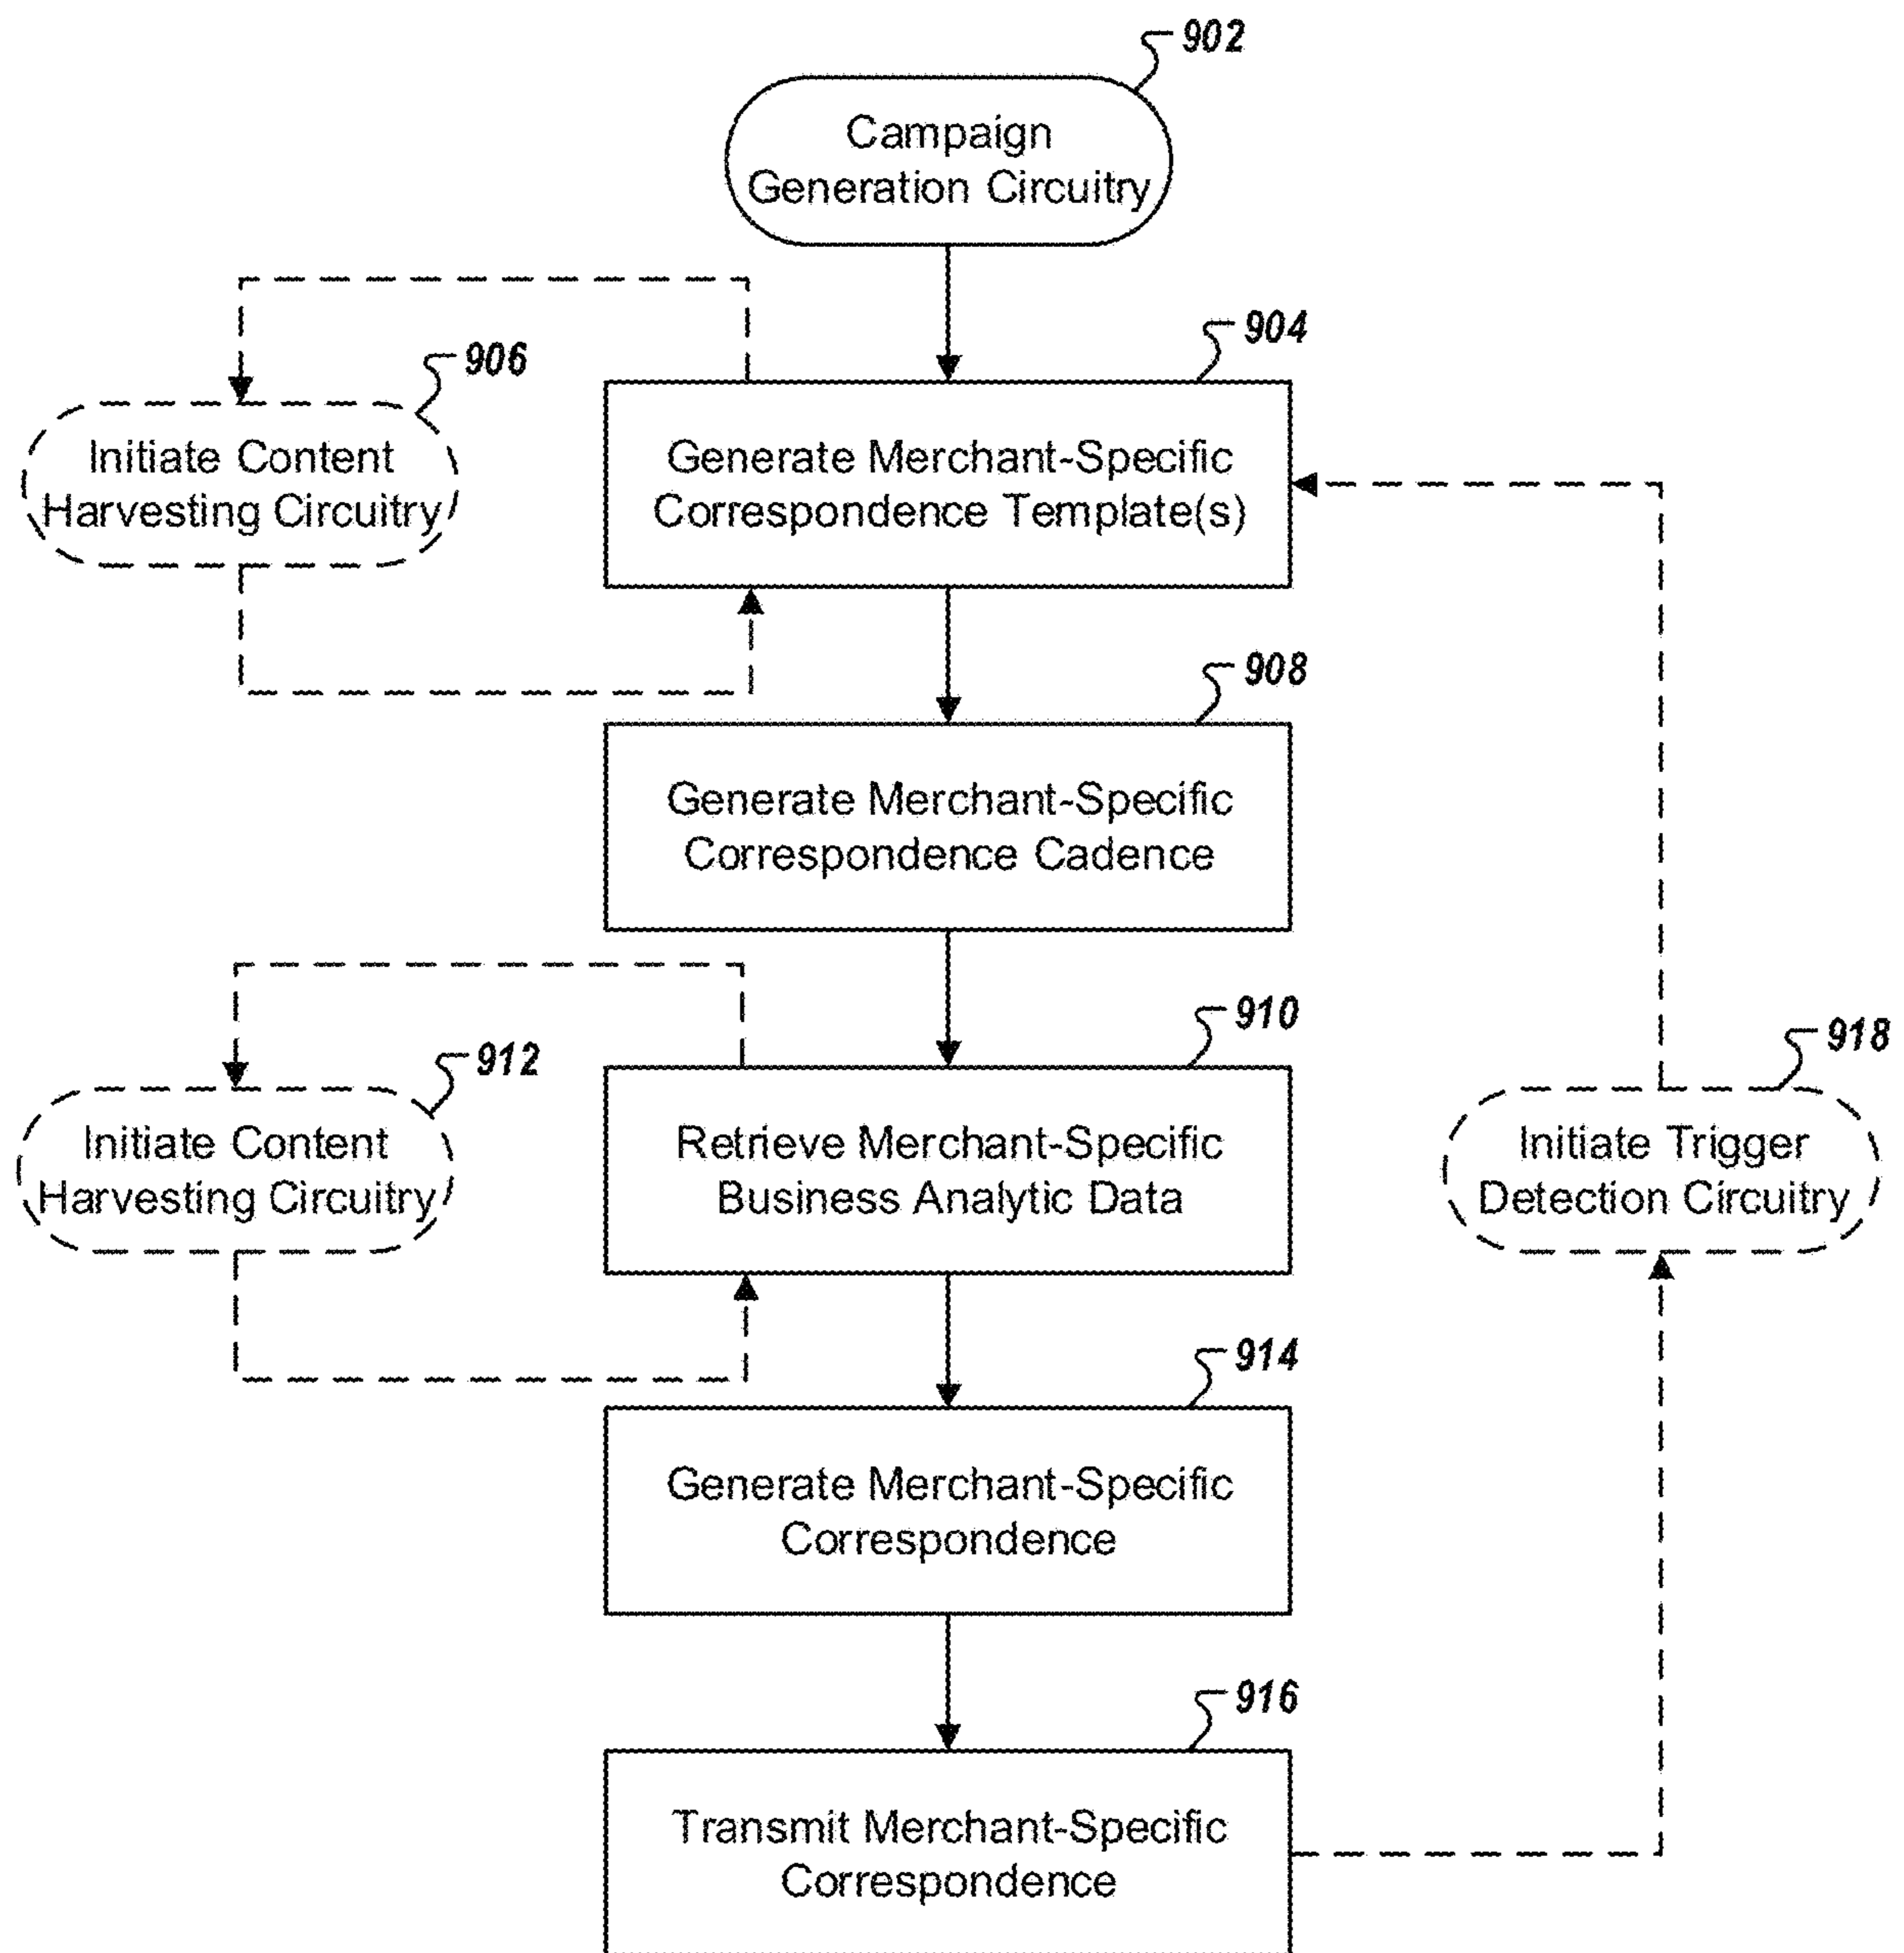 902
Campaign
Generation Circuitry
904
906
Initiate Content
Harvesting Circuitry
Generate Merchant-Specific
Correspondence Template(s)
908
Generate Merchant-Specific
Correspondence Cadence
910
912
918
Initiate Content
Harvesting Circuitry
Retrieve Merchant-Specific
Business Analytic Data
Initiate Trigger
Detection Circuitry
914
Generate Merchant-Specific
Correspondence
916
Transmit Merchant-Specific
Correspondence